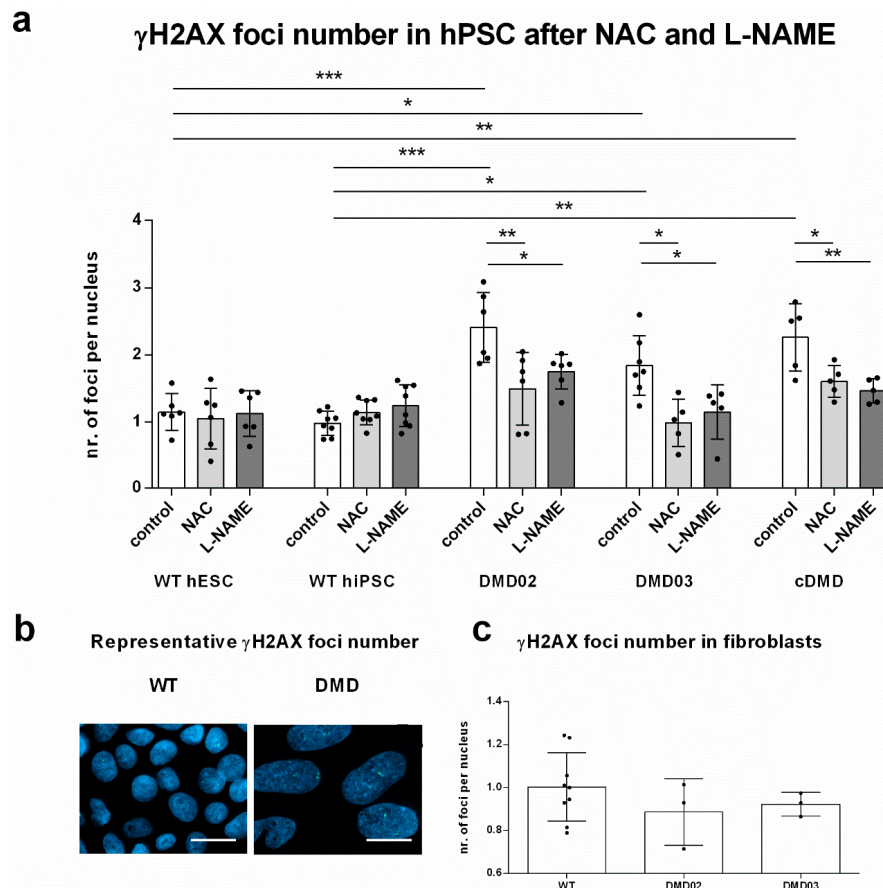 a
γH2AX foci number in hPSC after NAC and L-NAME
***
*
**
***
*
**
** * * * * **
nr. of foci per nucleus
4
3
2
1
0
control NAC L-NAME control NAC L-NAME control NAC L-NAME control NAC L-NAME control NAC L-NAME
WT hESC WT hiPSC DMD02 DMD03 cDMD
b
Representative γH2AX foci number
WT DMD
c
γH2AX foci number in fibroblasts
nr. of foci per nucleus
1.4
1.2
1.0
0.8
0.6
WT DMD02 DMD03